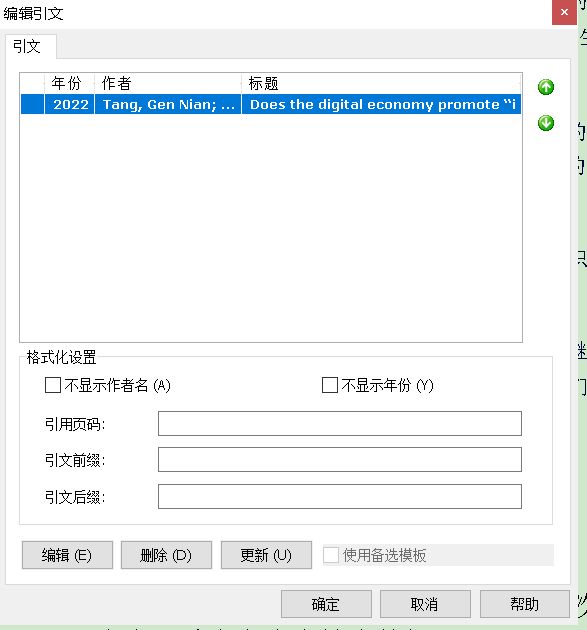 编辑引文
引文
年份 作者 标题
2022 Tang, Gen Nian; ... Does the digital economy promote “i
格式化设置
不显示作者名 (A) 不显示年份 (Y)
引用页码:
引文前缀:
引文后缀:
编辑 (E) 删除 (D) 更新 (U) 使用备选模板
确定 取消 帮助